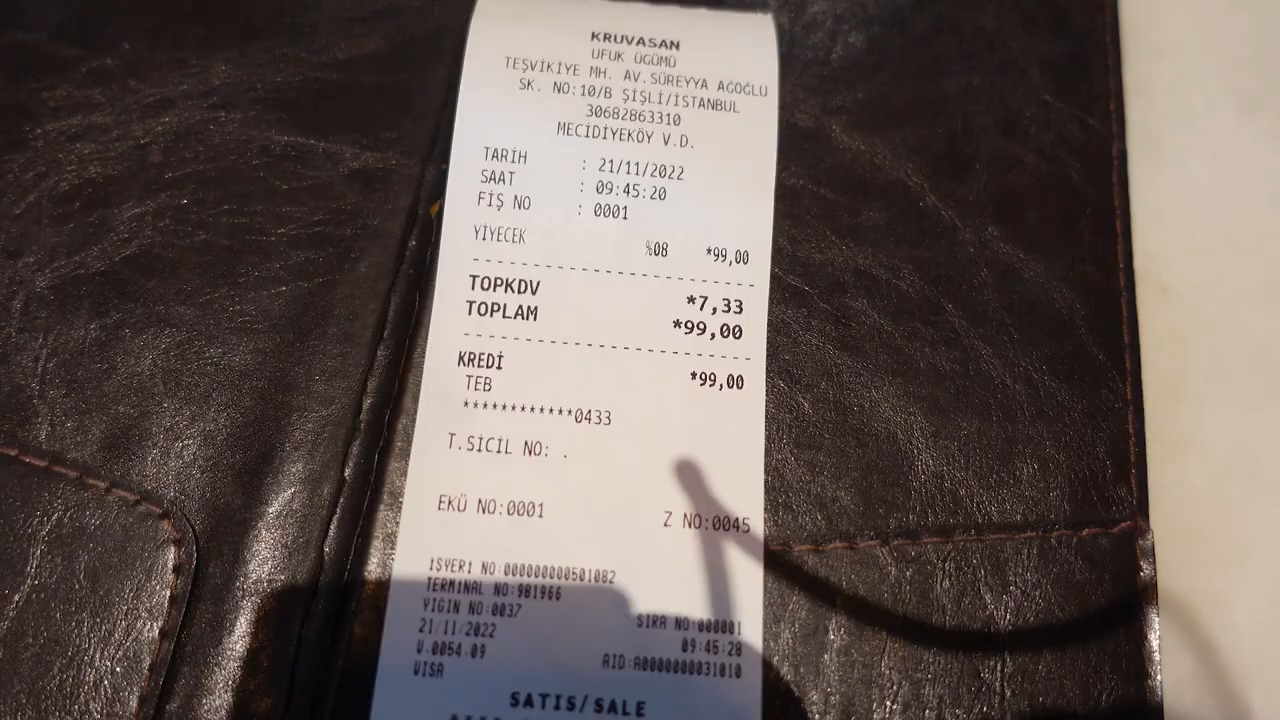 KRUVASAN
UFUK ÜGÜMÜ
TEŞVİKİYE MH. AV.SÜREYYA AĞOĞLU
SK. NO:10/B ŞİŞLİ/İSTANBUL
30682863310
MECİDİYEKÖY V.D.
TARİH : 21/11/2022
SAAT : 09:45:20
FİŞ NO : 0001
YİYECEK %08 *99,00
TOPKDV *7,33
TOPLAM *99,00
KREDİ *99,00
TEB
************0433
T.SİCİL NO: .
EKÜ NO:0001 Z NO:0045
İŞYERİ NO:000000000501082
TERMINAL NO:981966
YIGIN NO:0037 SIRA NO:000001
21/11/2022 09:45:28
V.0054.09 AID:A0000000031010
VISA
SATIS/SALE